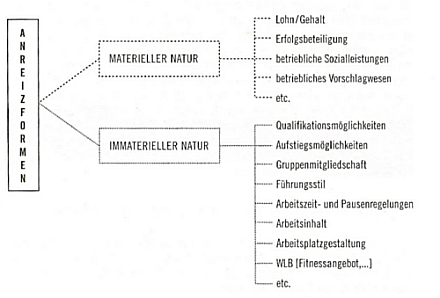 ANREIZFORMEN
MATERIELLER NATUR
Lohn/Gehalt
Erfolgsbeteiligung
betriebliche Sozialleistungen
betriebliches Vorschlagwesen
etc.
IMMATERIELLER NATUR
Qualifikationsmöglichkeiten
Aufstiegsmöglichkeiten
Gruppenmitgliedschaft
Führungsstil
Arbeitszeit- und Pausenregelungen
Arbeitsinhalt
Arbeitsplatzgestaltung
WLB [Fitnessangebot,...]
etc.